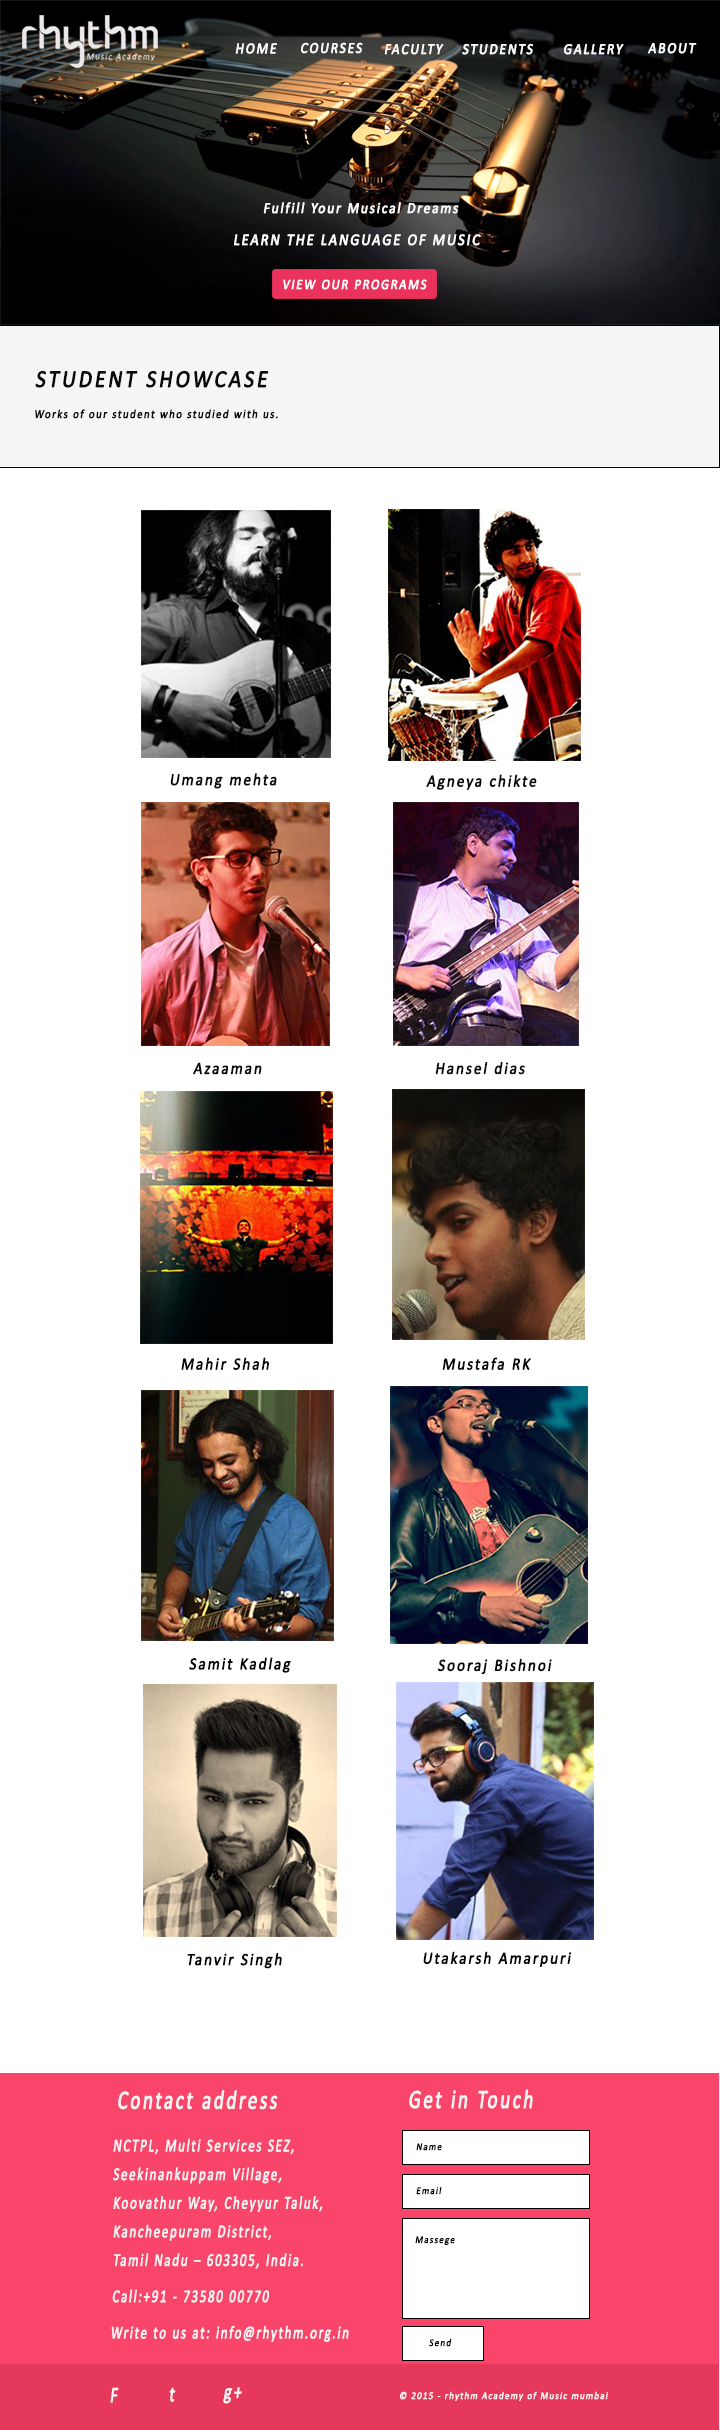 rhythm
Music Academy
HOME COURSES FACULTY STUDENTS GALLERY ABOUT
Fulfill Your Musical Dreams
LEARN THE LANGUAGE OF MUSIC
VIEW OUR PROGRAMS
STUDENT SHOWCASE
Works of our student who studied with us.
Umang mehta
Agneya chikte
Azaaman
Hansel dias
Mahir Shah
Mustafa RK
Samit Kadlag
Sooraj Bishnoi
Tanvir Singh
Utakarsh Amarpuri
Contact address
NCTPL, Multi Services SEZ,
Seekinankuppam Village,
Koovathur Way, Cheyyur Taluk,
Kancheepuram District,
Tamil Nadu – 603305, India.
Call:+91 - 73580 00770
Write to us at: info@rhythm.org.in
Get in Touch
Name
Email
Massege
Send
F t g+
© 2015 - rhythm Academy of Music mumbai